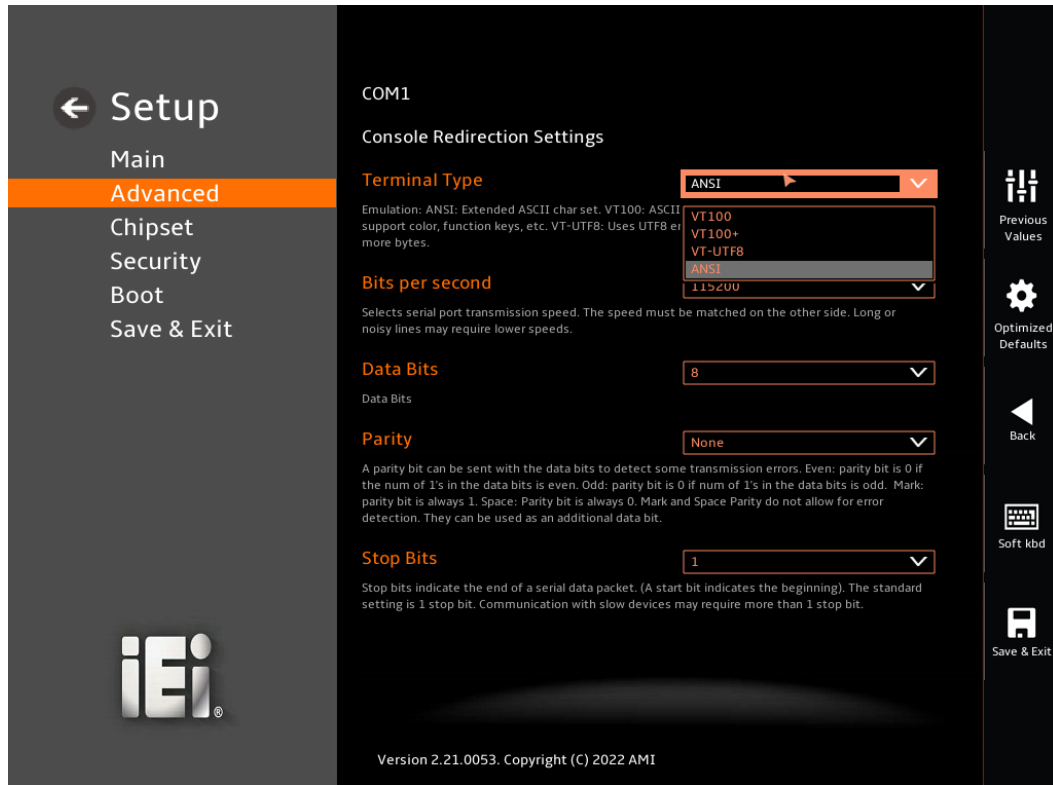 Setup
Main
Advanced
Chipset
Security
Boot
Save & Exit
iEi®
COM1
Console Redirection Settings
Terminal Type
ANSI
Emulation: ANSI: Extended ASCII char set. VT100: ASCII
support color, function keys, etc. VT-UTF8: Uses UTF8
more bytes.
VT100
VT100+
VT-UTF8
ANSI
Bits per second
115200
Selects serial port transmission speed. The speed must be matched on the other side. Long or
noisy lines may require lower speeds.
Data Bits
8
Data Bits
Parity
None
A parity bit can be sent with the data bits to detect some transmission errors. Even: parity bit is 0 if
the num of 1's in the data bits is even. Odd: parity bit is 0 if num of 1's in the data bits is odd. Mark:
parity bit is always 1. Space: Parity bit is always 0. Mark and Space Parity do not allow for error
detection. They can be used as an additional data bit.
Stop Bits
1
Stop bits indicate the end of a serial data packet. (A start bit indicates the beginning). The standard
setting is 1 stop bit. Communication with slow devices may require more than 1 stop bit.
Version 2.21.0053. Copyright (C) 2022 AMI
Previous
Values
Optimized
Defaults
Back
Soft kbd
Save & Exit